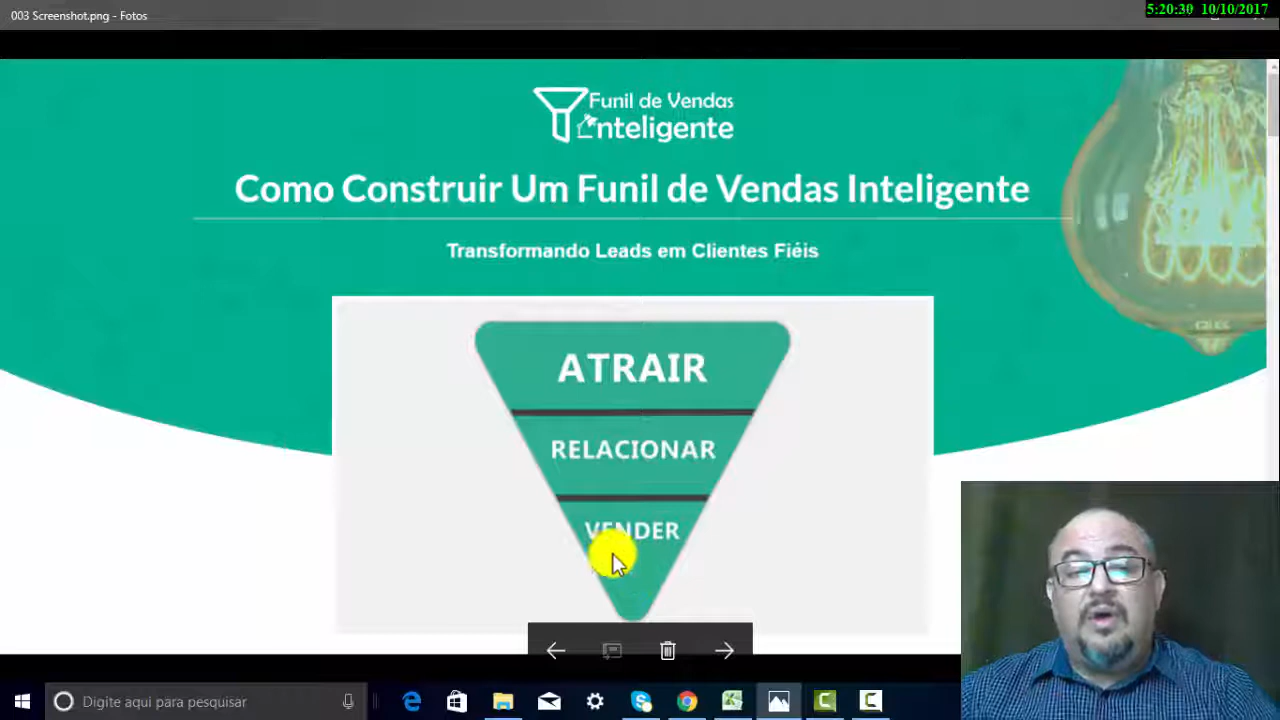 003 Screenshot.png - Fotos
5:20:30 10/10/2017
Funil de Vendas
Inteligente
Como Construir Um Funil de Vendas Inteligente
Transformando Leads em Clientes Fiéis
ATRAIR
RELACIONAR
VENDER
Digite aqui para pesquisar